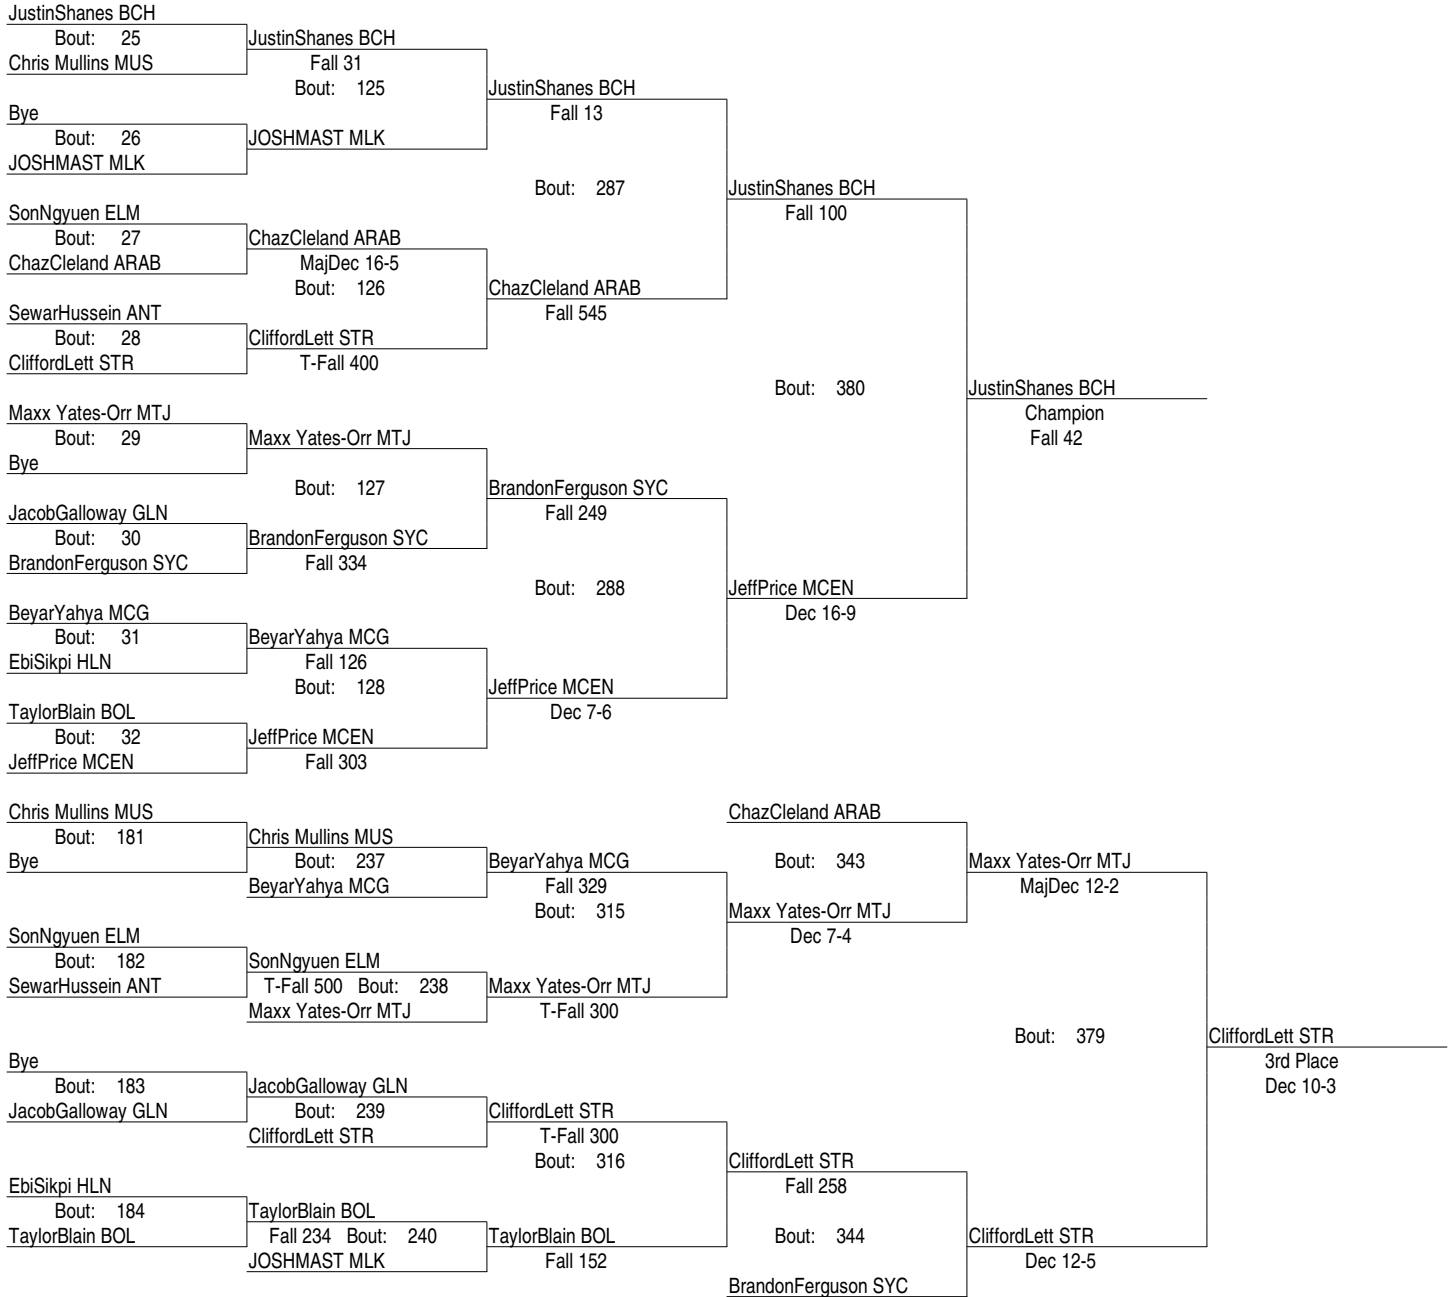 JustinShanes BCH
Bout: 25 JustinShanes BCH
Chris Mullins MUS Fall 31
Bout: 125 JustinShanes BCH
Bye Fall 13
Bout: 26 JOSHMAST MLK
JOSHMAST MLK
Bout: 287 JustinShanes BCH
SonNgyuen ELM Fall 100
Bout: 27 ChazCleland ARAB
ChazCleland ARAB MajDec 16-5
Bout: 126 ChazCleland ARAB
SewarHussein ANT Fall 545
Bout: 28 CliffordLett STR
CliffordLett STR T-Fall 400
Bout: 380 JustinShanes BCH
Maxx Yates-Orr MTJ Champion
Bout: 29 Maxx Yates-Orr MTJ Fall 42
Bye
Bout: 127 BrandonFerguson SYC
JacobGalloway GLN Fall 249
Bout: 30 BrandonFerguson SYC
BrandonFerguson SYC Fall 334
Bout: 288 JeffPrice MCEN
BeyarYahya MCG Dec 16-9
Bout: 31 BeyarYahya MCG
EbiSikpi HLN Fall 126
Bout: 128 JeffPrice MCEN
TaylorBlain BOL Dec 7-6
Bout: 32 JeffPrice MCEN
JeffPrice MCEN Fall 303
Chris Mullins MUS ChazCleland ARAB
Bout: 181 Chris Mullins MUS
Bye Bout: 237 BeyarYahya MCG Bout: 343 Maxx Yates-Orr MTJ
BeyarYahya MCG Fall 329 MajDec 12-2
Bout: 315 Maxx Yates-Orr MTJ
SonNgyuen ELM Dec 7-4
Bout: 182 SonNgyuen ELM
SewarHussein ANT T-Fall 500 Bout: 238 Maxx Yates-Orr MTJ
Maxx Yates-Orr MTJ T-Fall 300
Bout: 379 CliffordLett STR
Bye 3rd Place
Bout: 183 JacobGalloway GLN Dec 10-3
JacobGalloway GLN Bout: 239 CliffordLett STR
CliffordLett STR T-Fall 300
Bout: 316 CliffordLett STR
EbiSikpi HLN Fall 258
Bout: 184 TaylorBlain BOL
TaylorBlain BOL Fall 234 Bout: 240 TaylorBlain BOL Bout: 344 CliffordLett STR
JOSHMAST MLK Fall 152 Dec 12-5
BrandonFerguson SYC